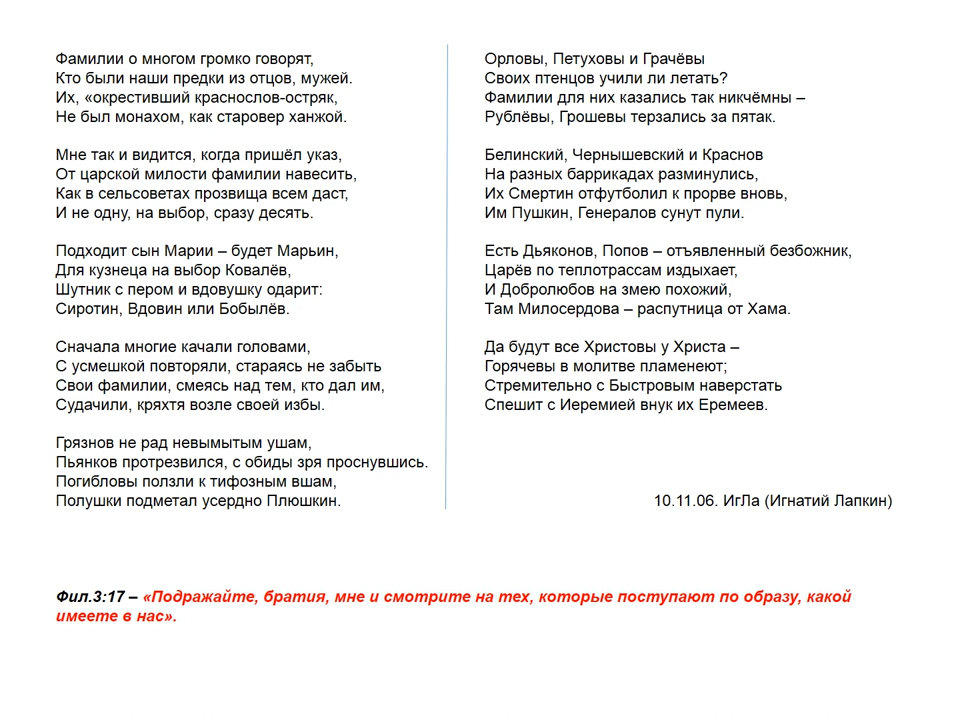 Фамилии о многом громко говорят,
Кто были наши предки из отцов, мужей.
Их, «окрестивший краснослов-остряк,
Не был монахом, как старовер ханжой.
Мне так и видится, когда пришёл указ,
От царской милости фамилии навесить,
Как в сельсоветах прозвища всем даст,
И не одну, на выбор, сразу десять.
Подходит сын Марии – будет Марьин,
Для кузнеца на выбор Ковалёв,
Шутник с пером и вдовушку одарит:
Сиротин, Вдовин или Бобылёв.
Сначала многие качали головами,
С усмешкой повторяли, стараясь не забыть
Свои фамилии, смеясь над тем, кто дал им,
Судачили, кряхтя возле своей избы.
Грязнов не рад невымытым ушам,
Пьянков протрезвился, с обиды зря проснувшись.
Погибловы ползли к тифозным вшам,
Полушки подметал усердно Плюшкин.
Орловы, Петуховы и Грачёвы
Своих птенцов учили ли летать?
Фамилии для них казались так никчёмны –
Рублёвы, Грошевы терзались за пятак.
Белинский, Чернышевский и Краснов
На разных баррикадах разминулись,
Их Смертин отфутболил к прорве вновь,
Им Пушкин, Генералов сунут пули.
Есть Дьяконов, Попов – отъявленный безбожник,
Царёв по теплотрассам издыхает,
И Добролюбов на змею похожий,
Там Милосердова – распутница от Хама.
Да будут все Христовы у Христа –
Горячевы в молитве пламенеют;
Стремительно с Быстровым наверстать
Спешит с Иеремией внук их Еремеев.
10.11.06. ИгЛа (Игнатий Лапкин)
Фил.3:17 – «Подражайте, братия, мне и смотрите на тех, которые поступают по образу, какой
имеете в нас».